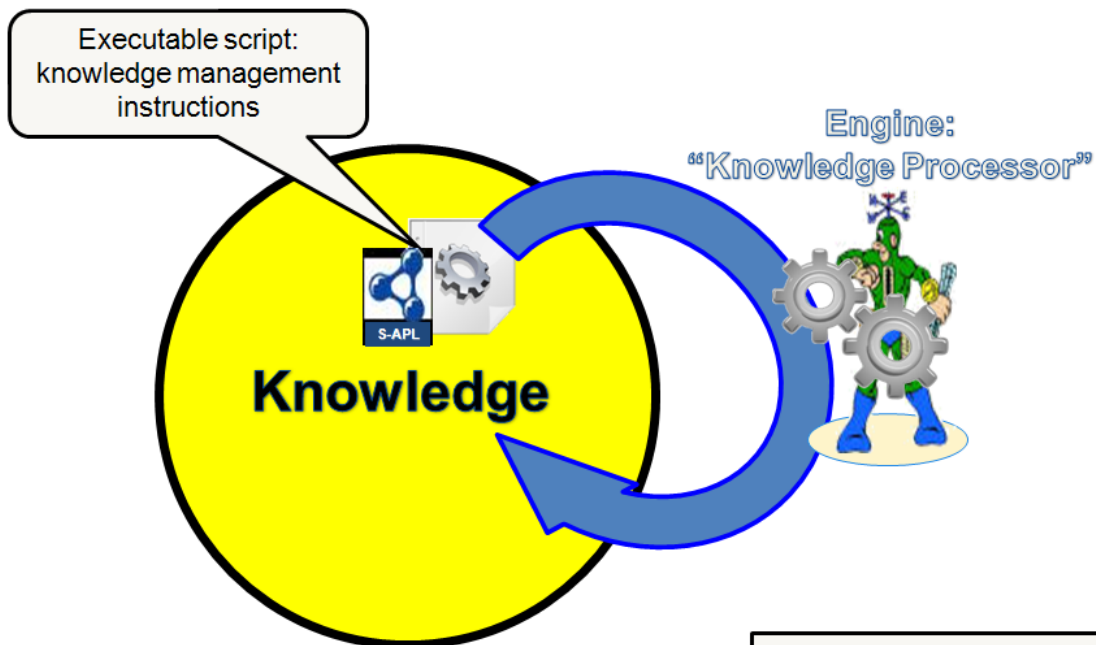 Executable script:
knowledge management
instructions
Engine:
“Knowledge Processor”
S-APL
Knowledge